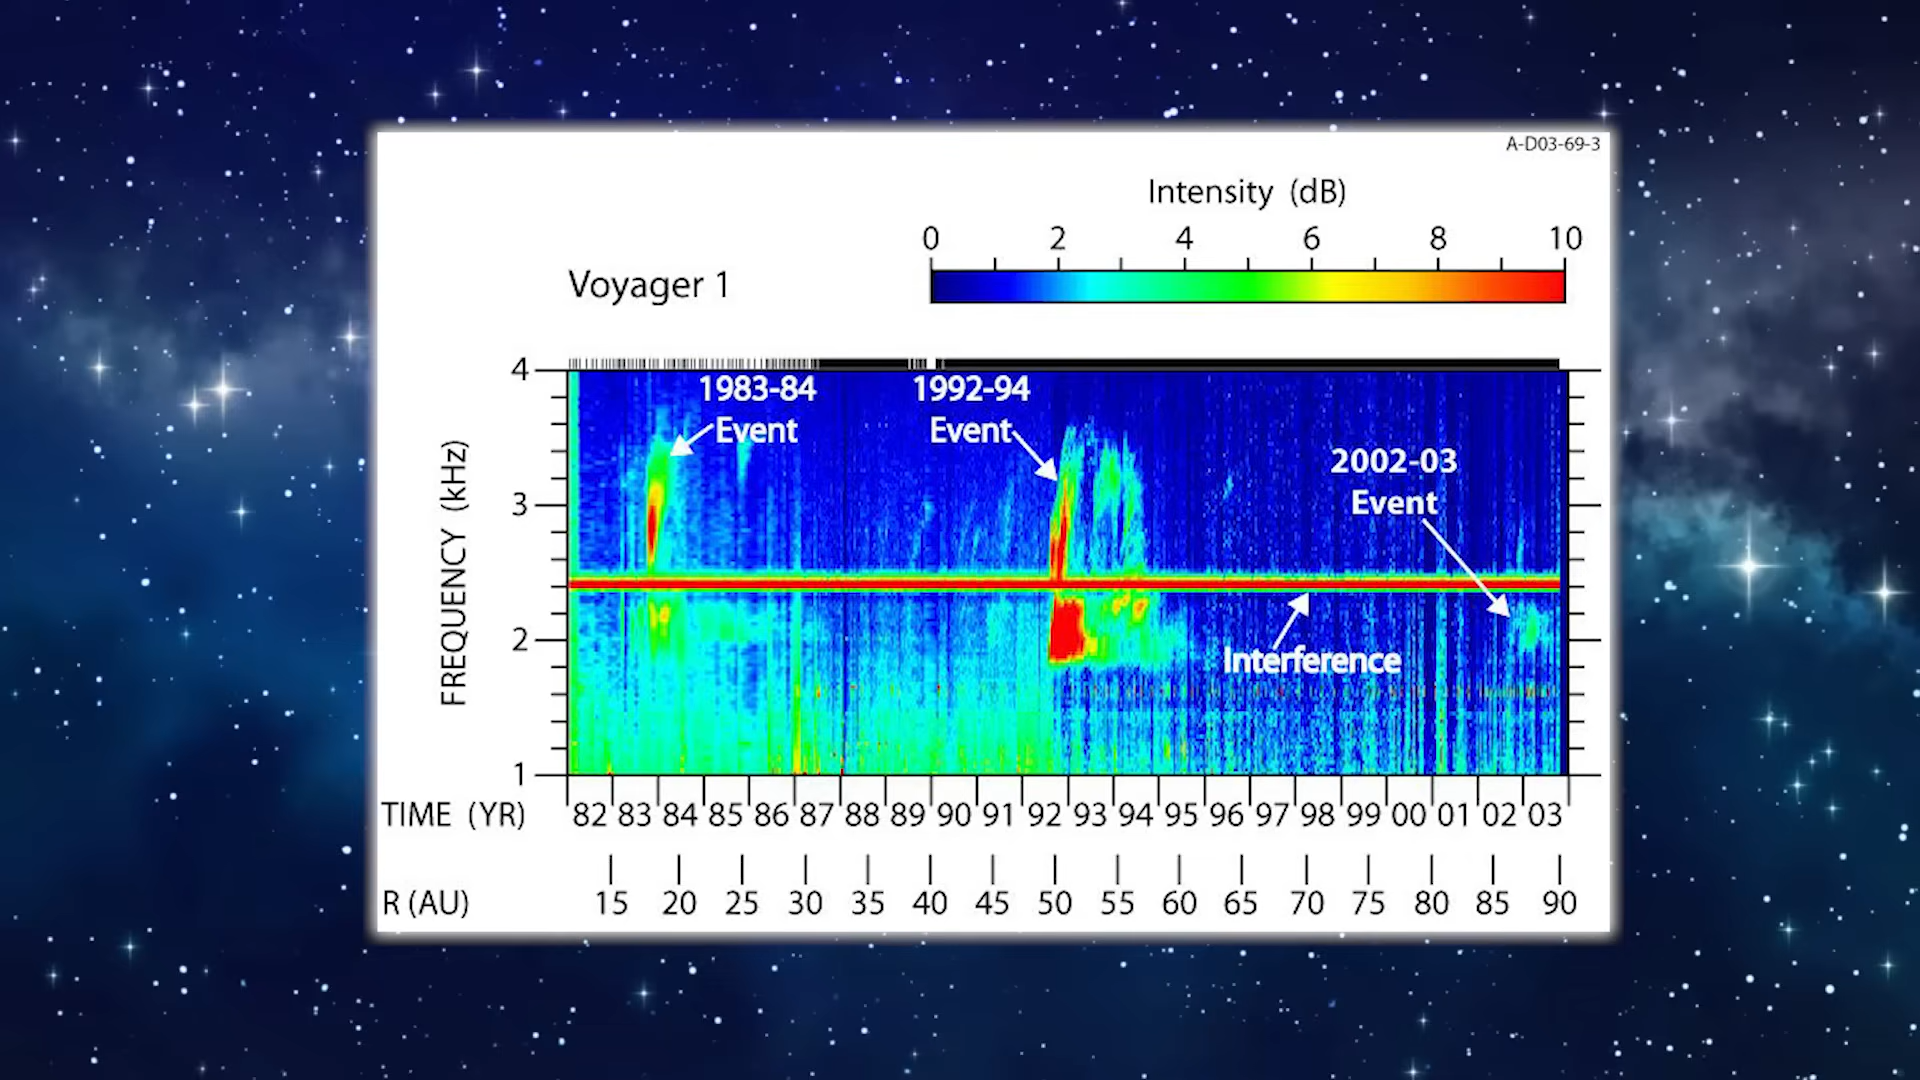 A-D03-69-3
Intensity (dB)
0 2 4 6 8 10
Voyager 1
4
3
2
1
FREQUENCY (kHz)
1983-84
Event
1992-94
Event
2002-03
Event
Interference
TIME (YR) 82 83 84 85 86 87 88 89 90 91 92 93 94 95 96 97 98 99 00 01 02 03
R (AU) 15 20 25 30 35 40 45 50 55 60 65 70 75 80 85 90